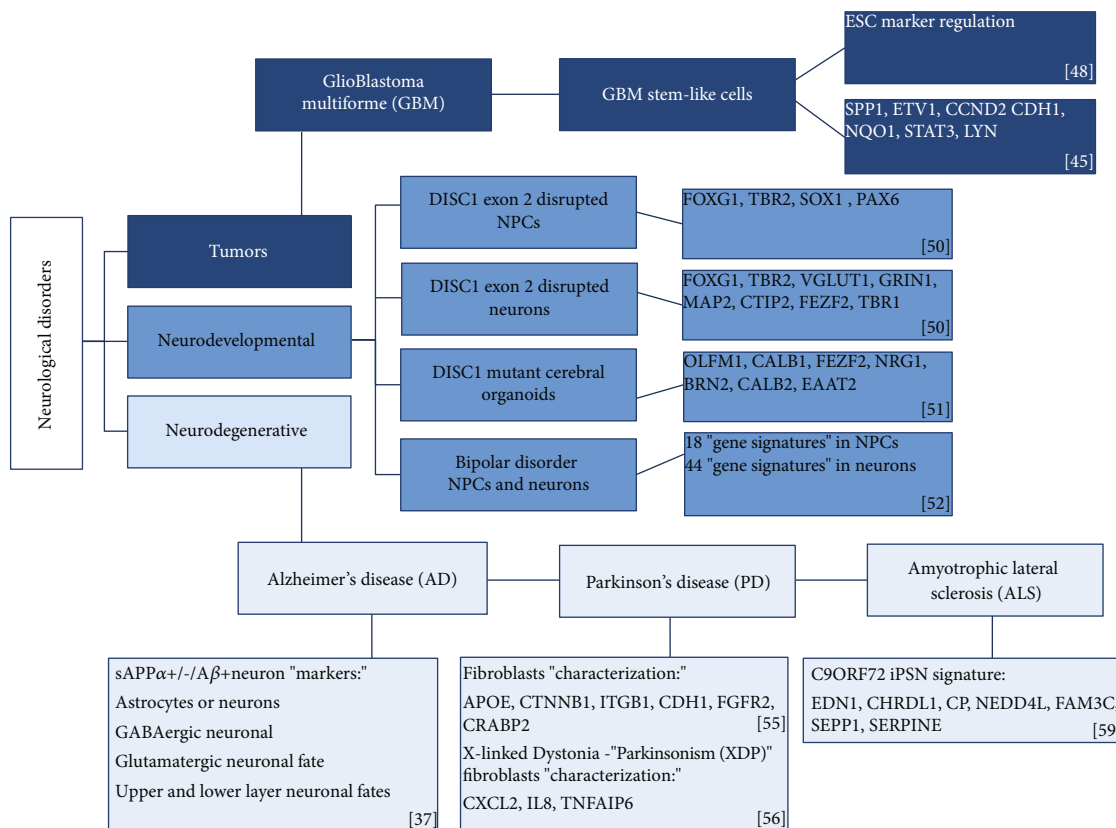 Neurological disorders
GlioBlastoma
multiforme (GBM)
GBM stem-like cells
ESC marker regulation
[48]
SPP1, ETV1, CCND2 CDH1,
NQO1, STAT3, LYN
[45]
Tumors
Neurodevelopmental
Neurodegenerative
DISC1 exon 2 disrupted
NPCs
FOXG1, TBR2, SOX1 , PAX6
[50]
DISC1 exon 2 disrupted
neurons
FOXG1, TBR2, VGLUT1, GRIN1,
MAP2, CTIP2, FEZF2, TBR1
[50]
DISC1 mutant cerebral
organoids
OLFM1, CALB1, FEZF2, NRG1,
BRN2, CALB2, EAAT2
[51]
Bipolar disorder
NPCs and neurons
18 "gene signatures" in NPCs
44 "gene signatures" in neurons
[52]
Alzheimer's disease (AD)
Parkinson's disease (PD)
Amyotrophic lateral
sclerosis (ALS)
sAPPα+/-/Aβ+neuron "markers:"
Astrocytes or neurons
GABAergic neuronal
Glutamatergic neuronal fate
Upper and lower layer neuronal fates
[37]
Fibroblasts "characterization:"
APOE, CTNNB1, ITGB1, CDH1, FGFR2,
CRABP2 [55]
X-linked Dystonia -"Parkinsonism (XDP)"
fibroblasts "characterization:"
CXCL2, IL8, TNFAIP6
[56]
C9ORF72 iPSN signature:
EDN1, CHRDL1, CP, NEDD4L, FAM3C,
SEPP1, SERPINE [59]